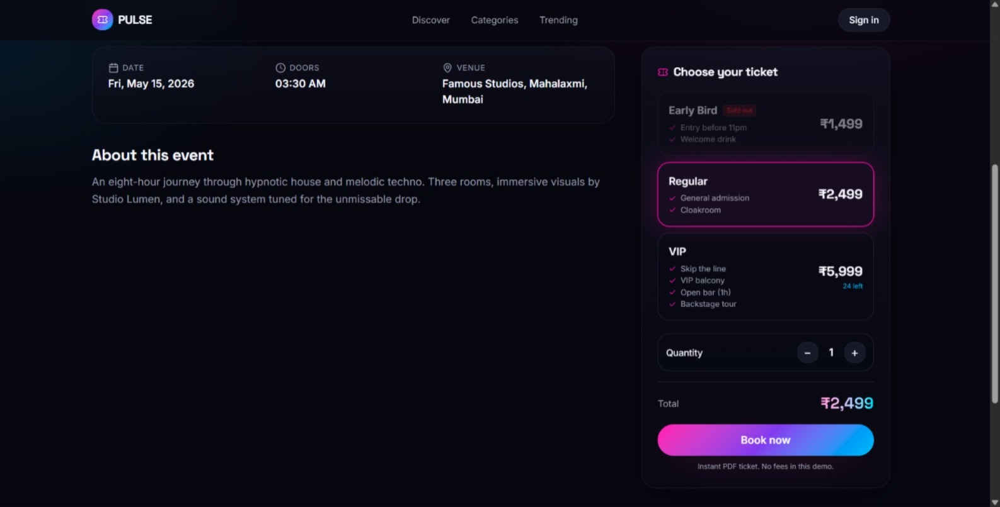 PULSE
Discover
Categories
Trending
Sign in
DATE
Fri, May 15, 2026
DOORS
03:30 AM
VENUE
Famous Studios, Mahalaxmi,
Mumbai
About this event
An eight-hour journey through hypnotic house and melodic techno. Three rooms, immersive visuals by
Studio Lumen, and a sound system tuned for the unmissable drop.
Choose your ticket
Early Bird Sold out
Entry before 11pm
Welcome drink
₹1,499
Regular
General admission
Cloakroom
₹2,499
VIP
Skip the line
VIP balcony
Open bar (1h)
Backstage tour
₹5,999
24 left
Quantity
− 1 +
Total
₹2,499
Book now
Instant PDF ticket. No fees in this demo.